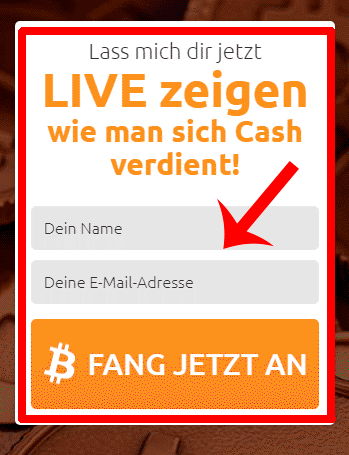 Lass mich dir jetzt
LIVE zeigen
wie man sich Cash
verdient!
Dein Name
Deine E-Mail-Adresse
FANG JETZT AN